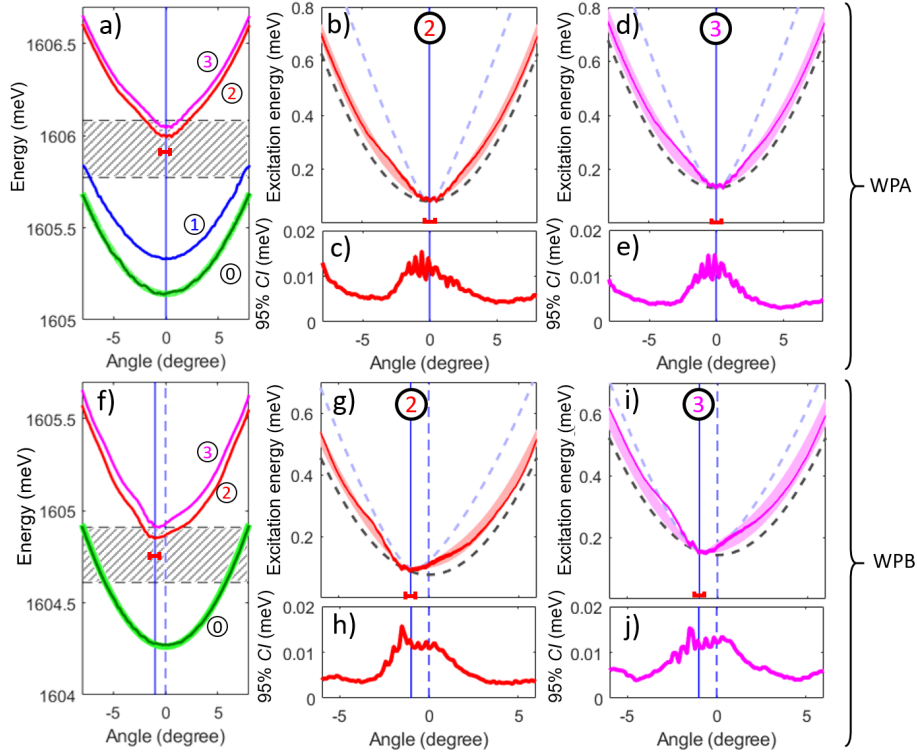 a)
Energy (meV)
1606.5
1606
1605.5
1605
3
2
1
0
-5
0
5
Angle (degree)
b)
2
Excitation energy (meV)
0.8
0.6
0.4
0.2
c)
95% CI (meV)
0.02
0.01
0
-5
0
5
Angle (degree)
d)
3
Excitation energy (meV)
0.8
0.6
0.4
0.2
e)
95% CI (meV)
0.02
0.01
0
-5
0
5
Angle (degree)
WPA
f)
Energy (meV)
1605.5
1605
1604.5
1604
3
2
0
-5
0
5
Angle (degree)
g)
2
Excitation energy (meV)
0.6
0.4
0.2
h)
95% CI (meV)
0.02
0.01
0
-5
0
5
Angle (degree)
i)
3
Excitation energy (meV)
0.6
0.4
0.2
j)
95% CI (meV)
0.02
0.01
0
-5
0
5
Angle (degree)
WPB